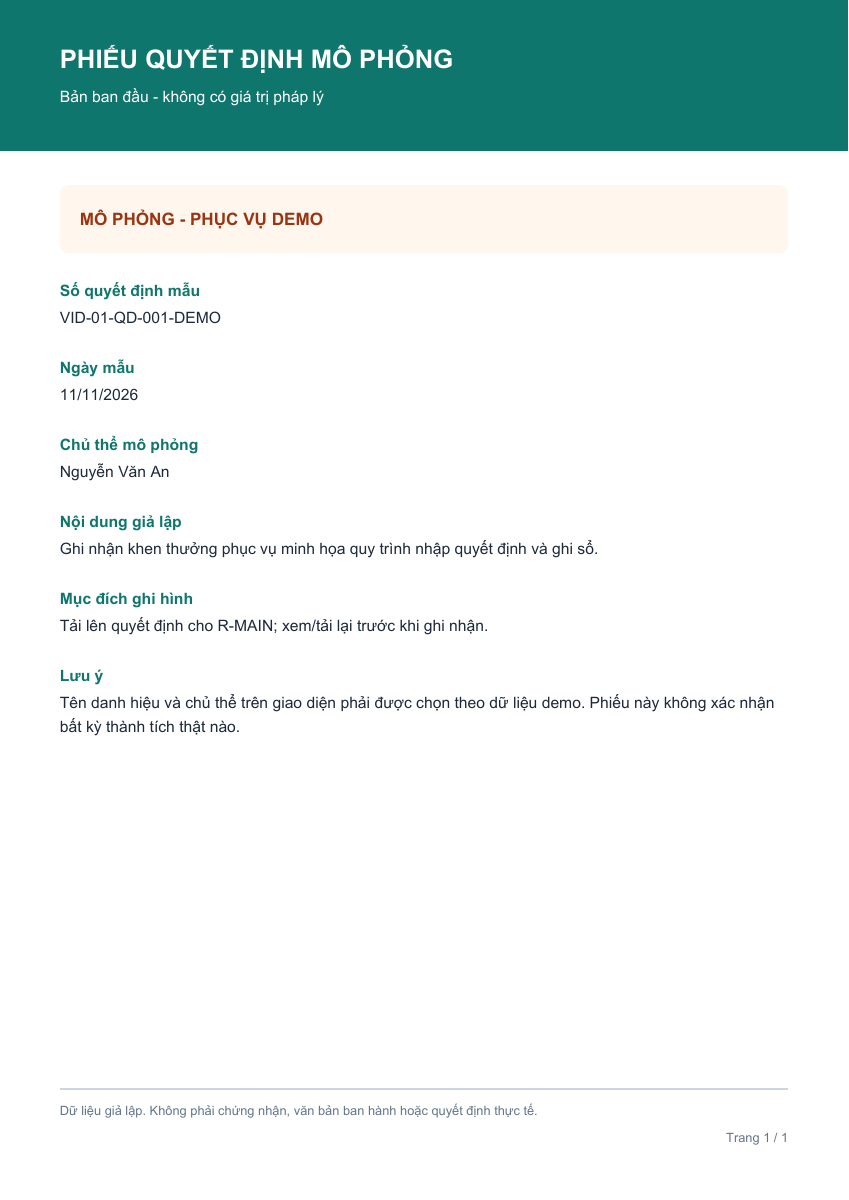 PHIẾU QUYẾT ĐỊNH MÔ PHỎNG
Bản ban đầu - không có giá trị pháp lý
MÔ PHỎNG - PHỤC VỤ DEMO
Số quyết định mẫu
VID-01-QD-001-DEMO
Ngày mẫu
11/11/2026
Chủ thể mô phỏng
Nguyễn Văn An
Nội dung giả lập
Ghi nhận khen thưởng phục vụ minh họa quy trình nhập quyết định và ghi sổ.
Mục đích ghi hình
Tải lên quyết định cho R-MAIN; xem/tải lại trước khi ghi nhận.
Lưu ý
Tên danh hiệu và chủ thể trên giao diện phải được chọn theo dữ liệu demo. Phiếu này không xác nhận
bất kỳ thành tích thật nào.
Dữ liệu giả lập. Không phải chứng nhận, văn bản ban hành hoặc quyết định thực tế.
Trang 1 / 1